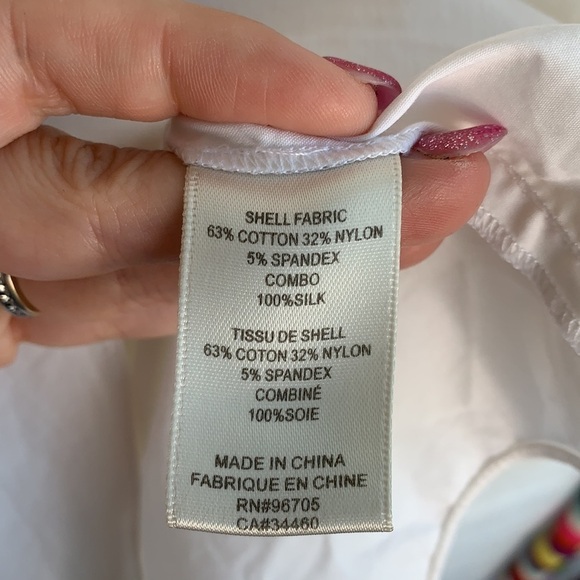 SHELL FABRIC
63% COTTON 32% NYLON
5% SPANDEX
COMBO
100%SILK
TISSU DE SHELL
63% COTTON 32% NYLON
5% SPANDEX
COMBINÉ
100%SOIE
MADE IN CHINA
FABRIQUE EN CHINE
RN#96705
CA#34460